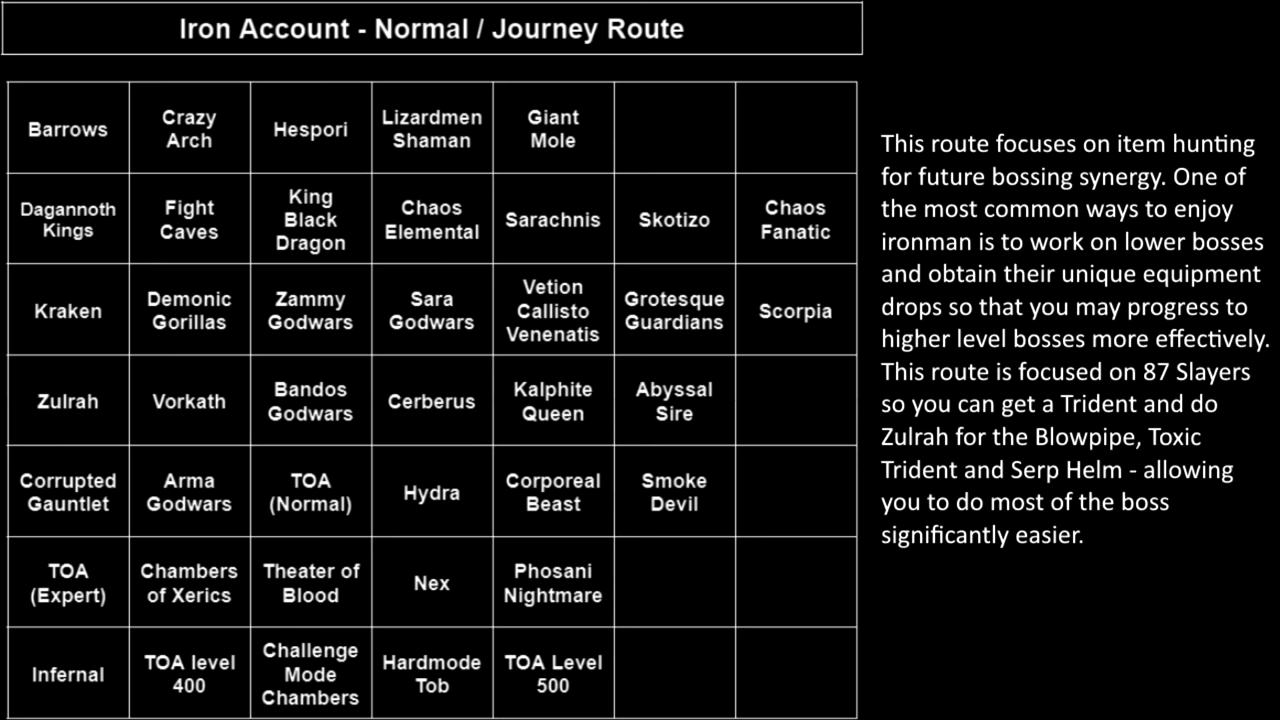 Iron Account - Normal / Journey Route
Barrows
Crazy
Arch
Hespori
Lizardmen
Shaman
Giant
Mole
Dagannoth
Kings
Fight
Caves
King
Black
Dragon
Chaos
Elemental
Sarachnis
Skotizo
Chaos
Fanatic
Kraken
Demonic
Gorillas
Zammy
Godwars
Sara
Godwars
Vetion
Callisto
Venenatis
Grotesque
Guardians
Scorpia
Zulrah
Vorkath
Bandos
Godwars
Cerberus
Kalphite
Queen
Abyssal
Sire
Corrupted
Gauntlet
Arma
Godwars
TOA
(Normal)
Hydra
Corporeal
Beast
Smoke
Devil
TOA
(Expert)
Chambers
of Xerics
Theater of
Blood
Nex
Phosani
Nightmare
Infernal
TOA level
400
Challenge
Mode
Chambers
Hardmode
Tob
TOA Level
500
This route focuses on item hunting
for future bossing synergy. One of
the most common ways to enjoy
ironman is to work on lower bosses
and obtain their unique equipment
drops so that you may progress to
higher level bosses more effectively.
This route is focused on 87 Slayers
so you can get a Trident and do
Zulrah for the Blowpipe, Toxic
Trident and Serp Helm - allowing
you to do most of the boss
significantly easier.